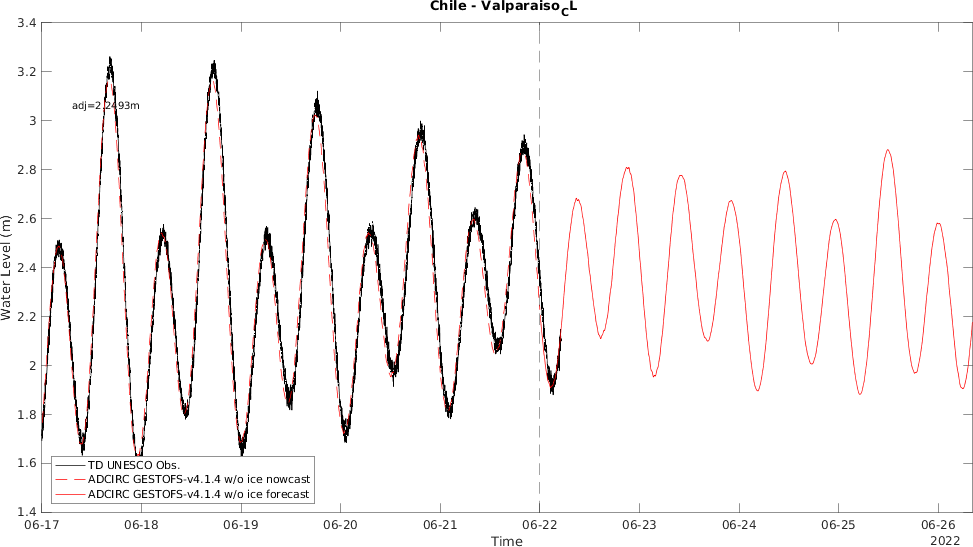 Chile - Valparaiso_CL
3.4
3.2
adj=2.2493m
3
2.8
2.6
2.4
2.2
2
1.8
1.6
1.4
Water Level (m)
TD UNESCO Obs.
ADCIRC GESTOFS-v4.1.4 w/o ice nowcast
ADCIRC GESTOFS-v4.1.4 w/o ice forecast
06-17 06-18 06-19 06-20 06-21 06-22 06-23 06-24 06-25 06-26
Time
2022